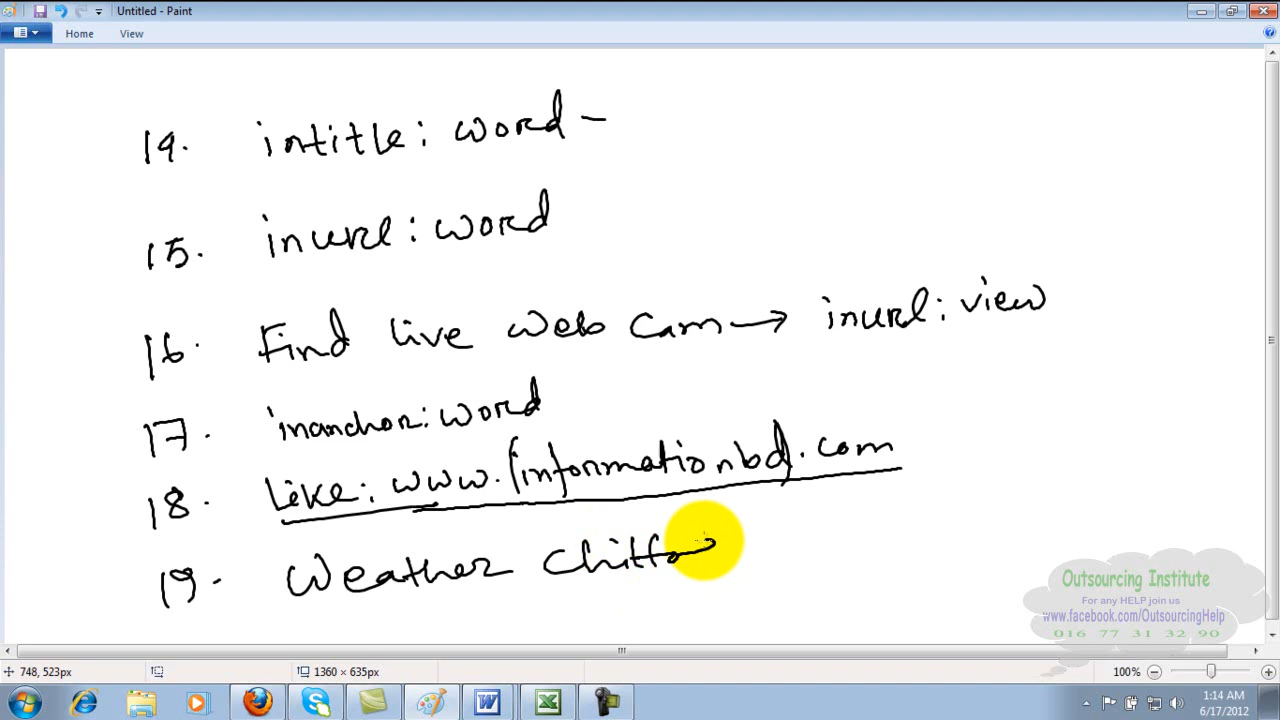 Untitled - Paint
Home View
14. intitle: word -
15. inurl: word
16. Find live web cam → inurl: view
17. inanchor: word
18. Like: www.(informationbd).com
19. Weather Chitta
Outsourcing Institute
For any HELP join us
www.facebook.com/OutsourcingHelp
016 77 31 32 90
748, 523px 1360 × 635px 100%
1:14 AM
6/17/2012